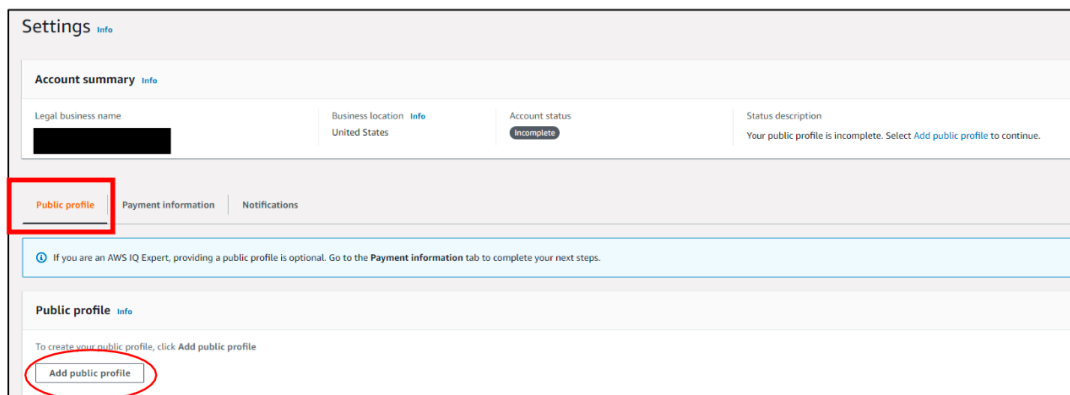 Settings Info
Account summary Info
Legal business name
Business location Info
United States
Account status
Incomplete
Status description
Your public profile is incomplete. Select Add public profile to continue.
Public profile
Payment information
Notifications
If you are an AWS IQ Expert, providing a public profile is optional. Go to the Payment information tab to complete your next steps.
Public profile Info
To create your public profile, click Add public profile
Add public profile